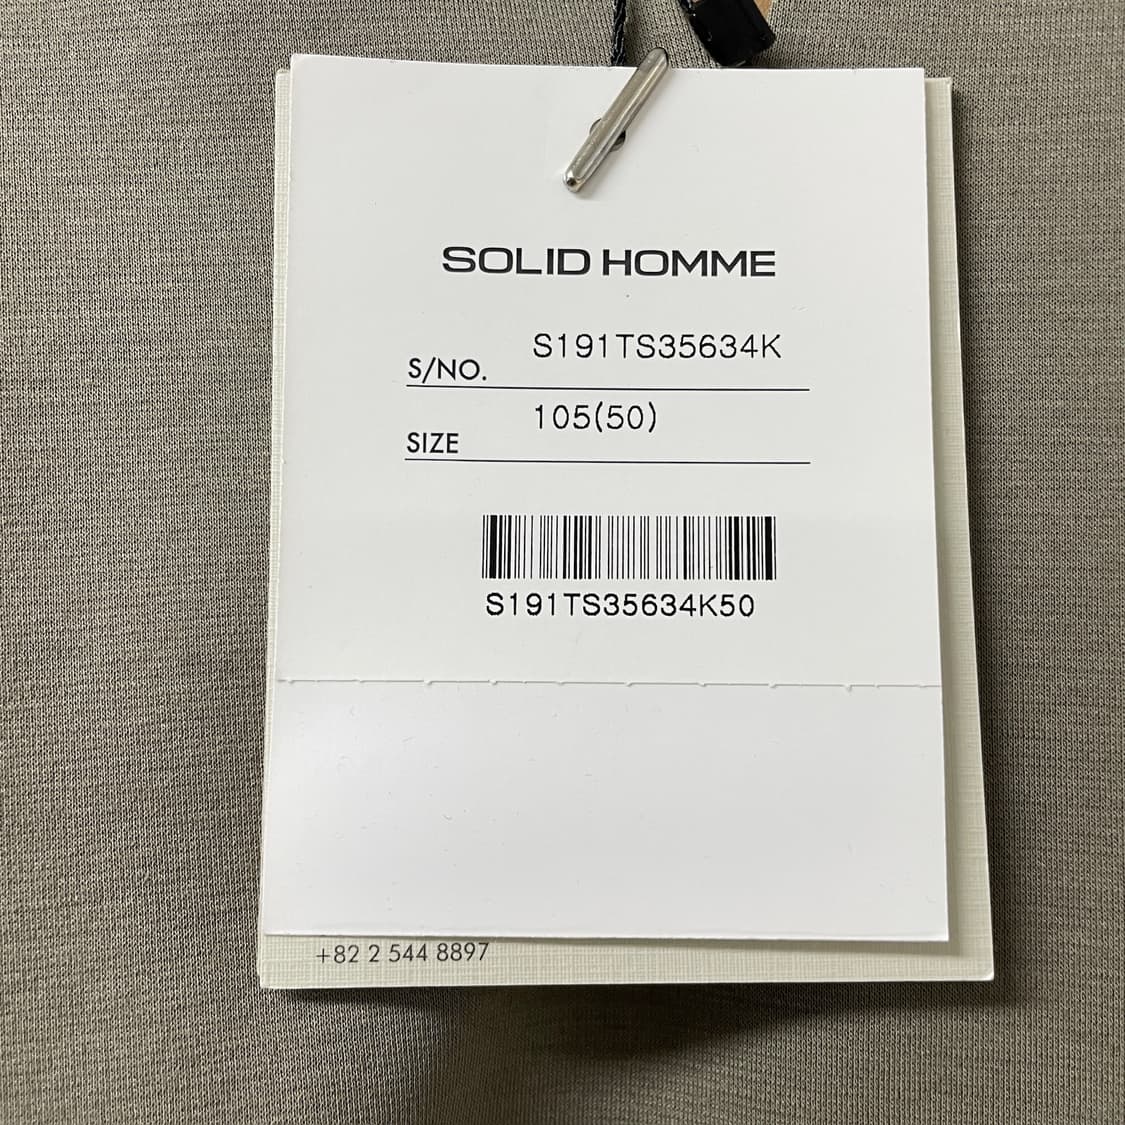 SOLID HOMME
S/NO. S191TS35634K
SIZE 105(50)
S191TS35634K50
+82 2 544 8897